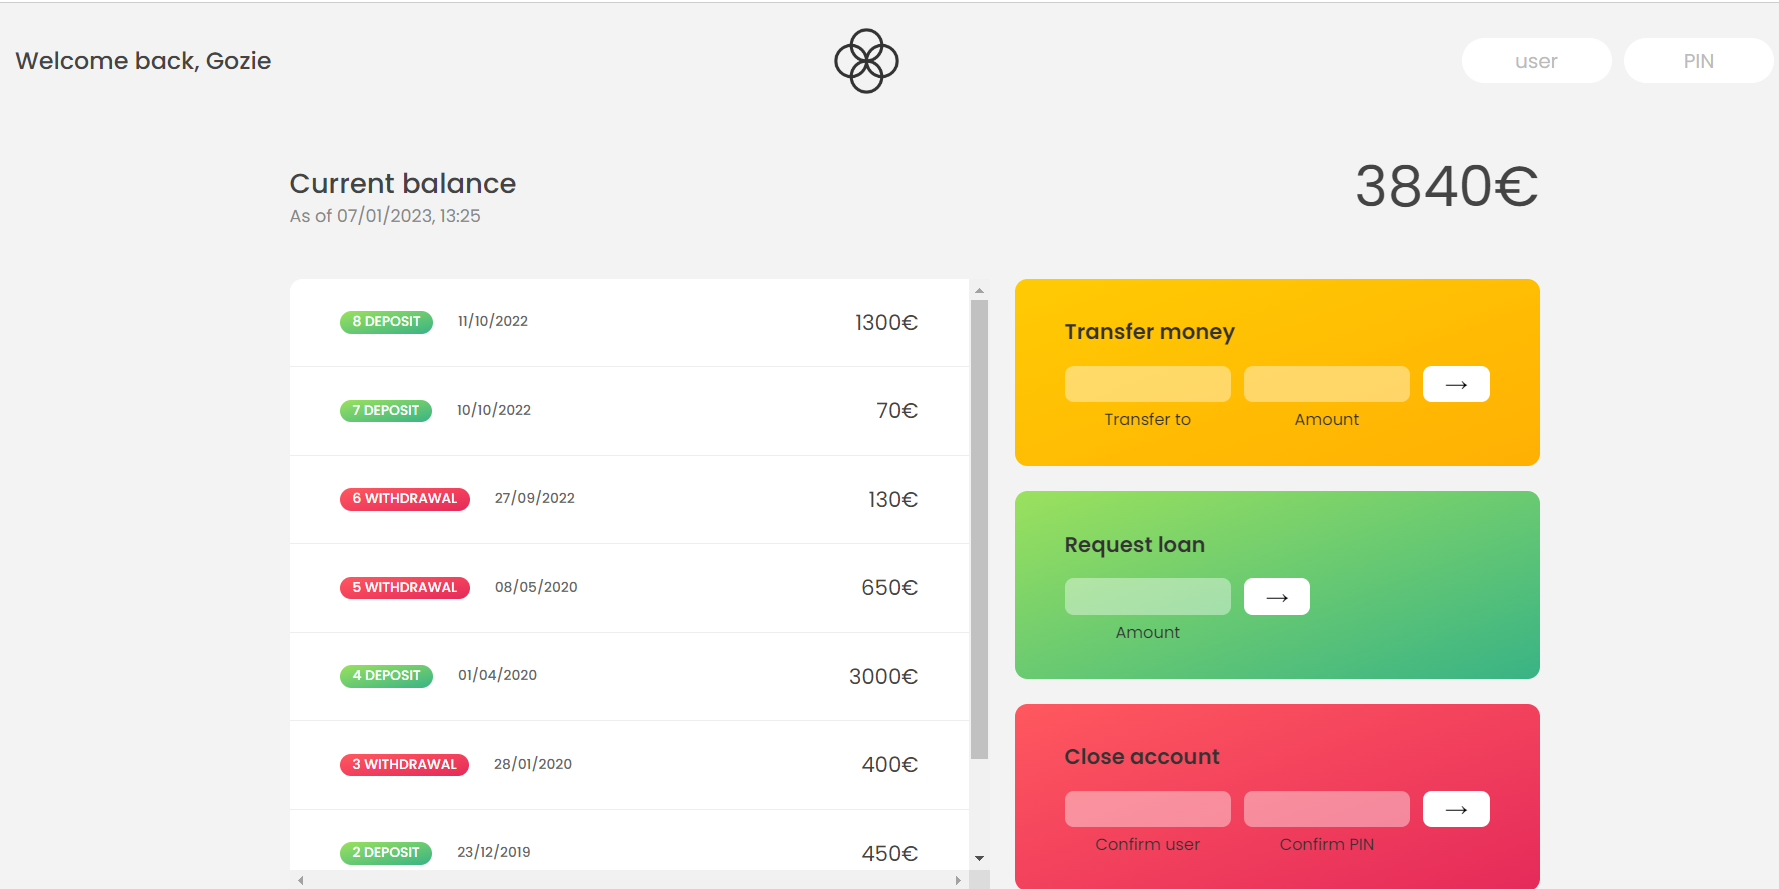 Welcome back, Gozie
user
PIN
Current balance
As of 07/01/2023, 13:25
3840€
8 DEPOSIT 11/10/2022 1300€
7 DEPOSIT 10/10/2022 70€
6 WITHDRAWAL 27/09/2022 130€
5 WITHDRAWAL 08/05/2020 650€
4 DEPOSIT 01/04/2020 3000€
3 WITHDRAWAL 28/01/2020 400€
2 DEPOSIT 23/12/2019 450€
Transfer money
→
Transfer to Amount
Request loan
→
Amount
Close account
→
Confirm user Confirm PIN